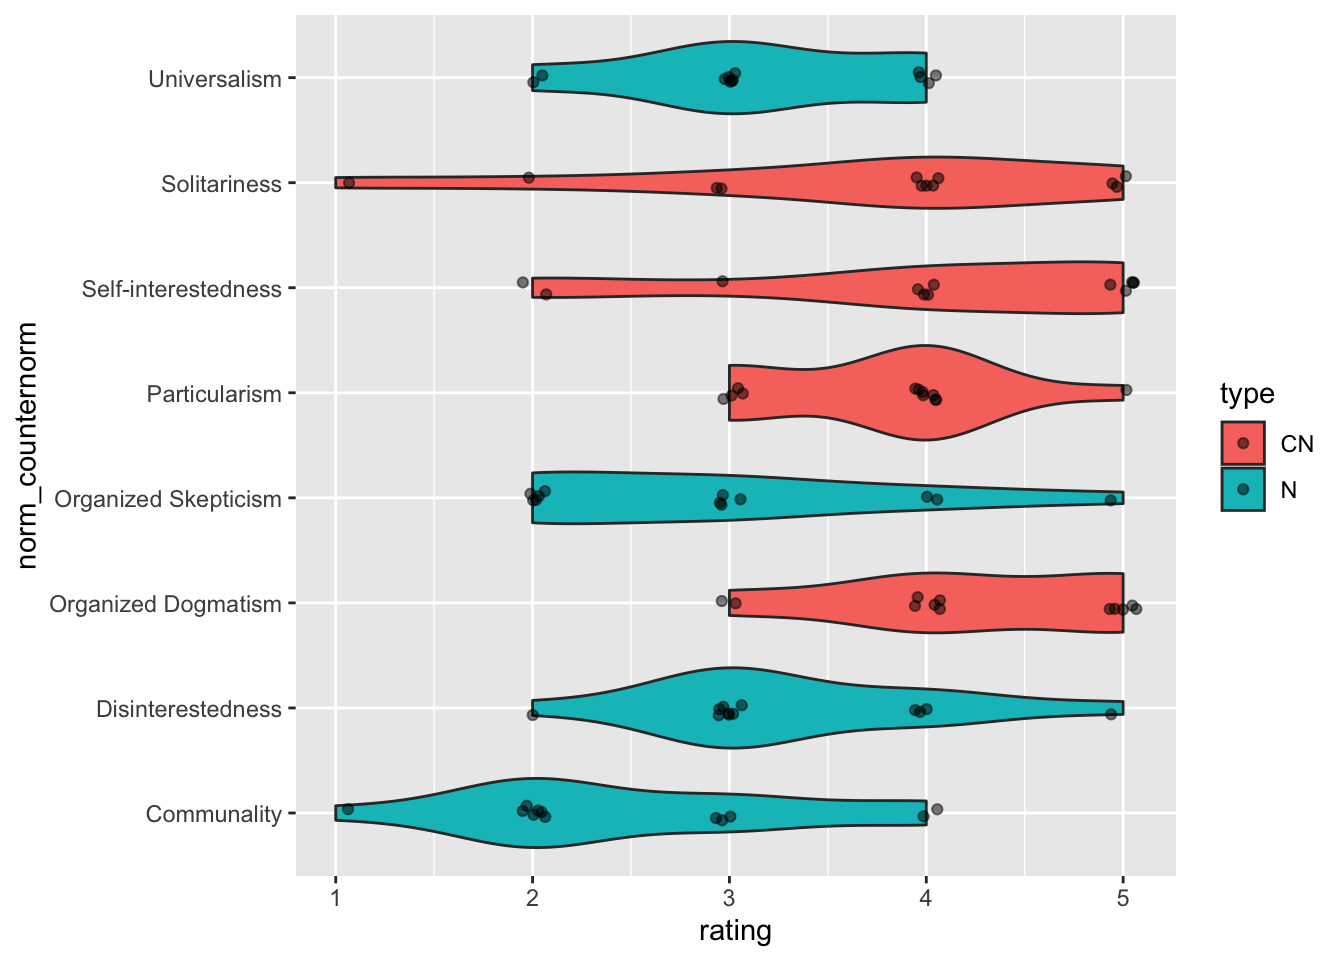 norm_counternorm
Universalism
Solitariness
Self-interestedness
Particularism
Organized Skepticism
Organized Dogmatism
Disinterestedness
Communality
1 2 3 4 5
rating
type
CN
N